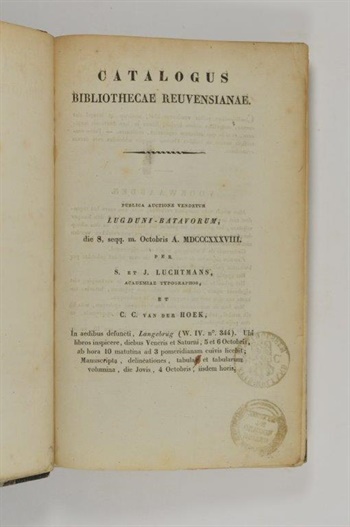 CATALOGUS
BIBLIOTHECAE REUVENSIANAE.
PUBLICA AUCTIONE VENDETUR
LUGDUNI-BATAVORUM,
die 8, seqq. m. Octobris A. MDCCCXXXVIII,
PER
S. ET J. LUCHTMANS,
ACADEMIAE TYPOGRAPHOS,
ET
C. C. VAN DER HOEK,
In aedibus defuncti, Langebrug (W. IV. nº. 344). Ubi
libros inspicere, diebus Veneris et Saturni, 5 et 6 Octobris,
ab hora 10 matutina ad 3 pomeridianam cuivis licebit;
Manuscripta, delineationes, tabulas et tabularum
volumina, die Jovis, 4 Octobris, iisdem horis.